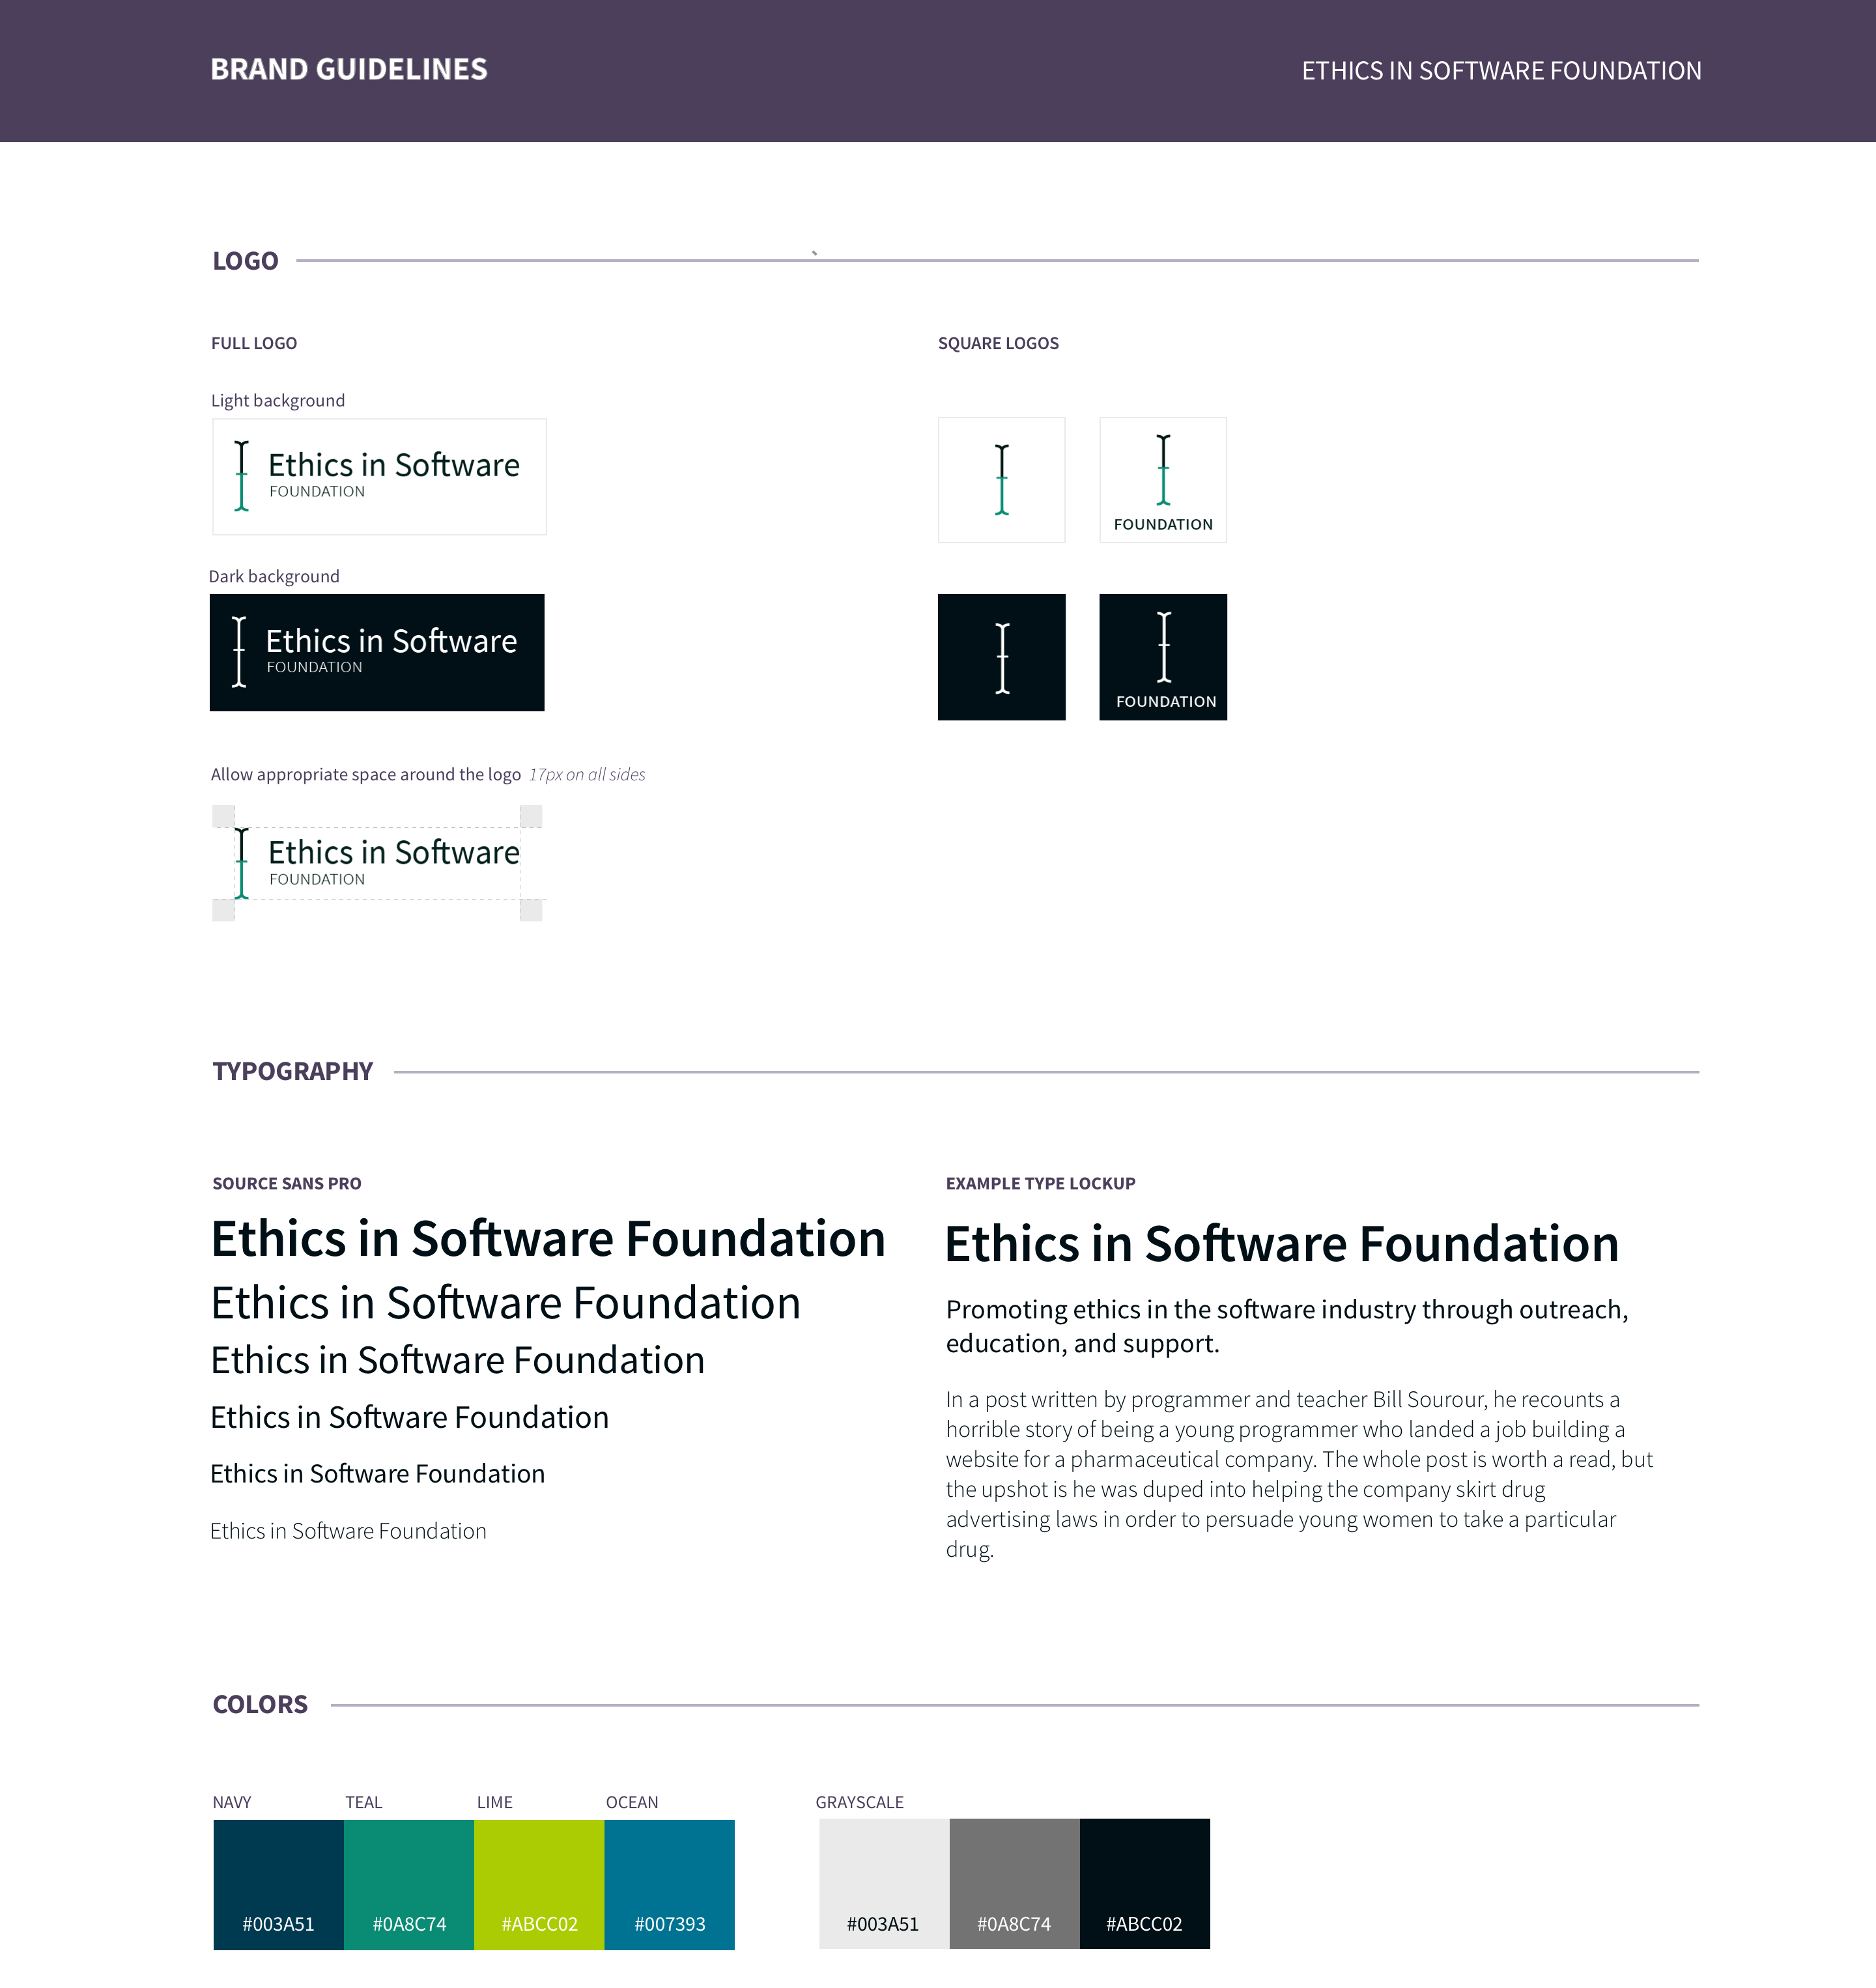 BRAND GUIDELINES
ETHICS IN SOFTWARE FOUNDATION
LOGO
FULL LOGO
Light background
Ethics in Software
FOUNDATION
Dark background
Ethics in Software
FOUNDATION
Allow appropriate space around the logo 17px on all sides
Ethics in Software
FOUNDATION
SQUARE LOGOS
FOUNDATION
FOUNDATION
TYPOGRAPHY
SOURCE SANS PRO
Ethics in Software Foundation
Ethics in Software Foundation
Ethics in Software Foundation
Ethics in Software Foundation
Ethics in Software Foundation
Ethics in Software Foundation
EXAMPLE TYPE LOCKUP
Ethics in Software Foundation
Promoting ethics in the software industry through outreach,
education, and support.
In a post written by programmer and teacher Bill Sourour, he recounts a
horrible story of being a young programmer who landed a job building a
website for a pharmaceutical company. The whole post is worth a read, but
the upshot is he was duped into helping the company skirt drug
advertising laws in order to persuade young women to take a particular
drug.
COLORS
NAVY TEAL LIME OCEAN
#003A51 #0A8C74 #ABCC02 #007393
GRAYSCALE
#003A51 #0A8C74 #ABCC02